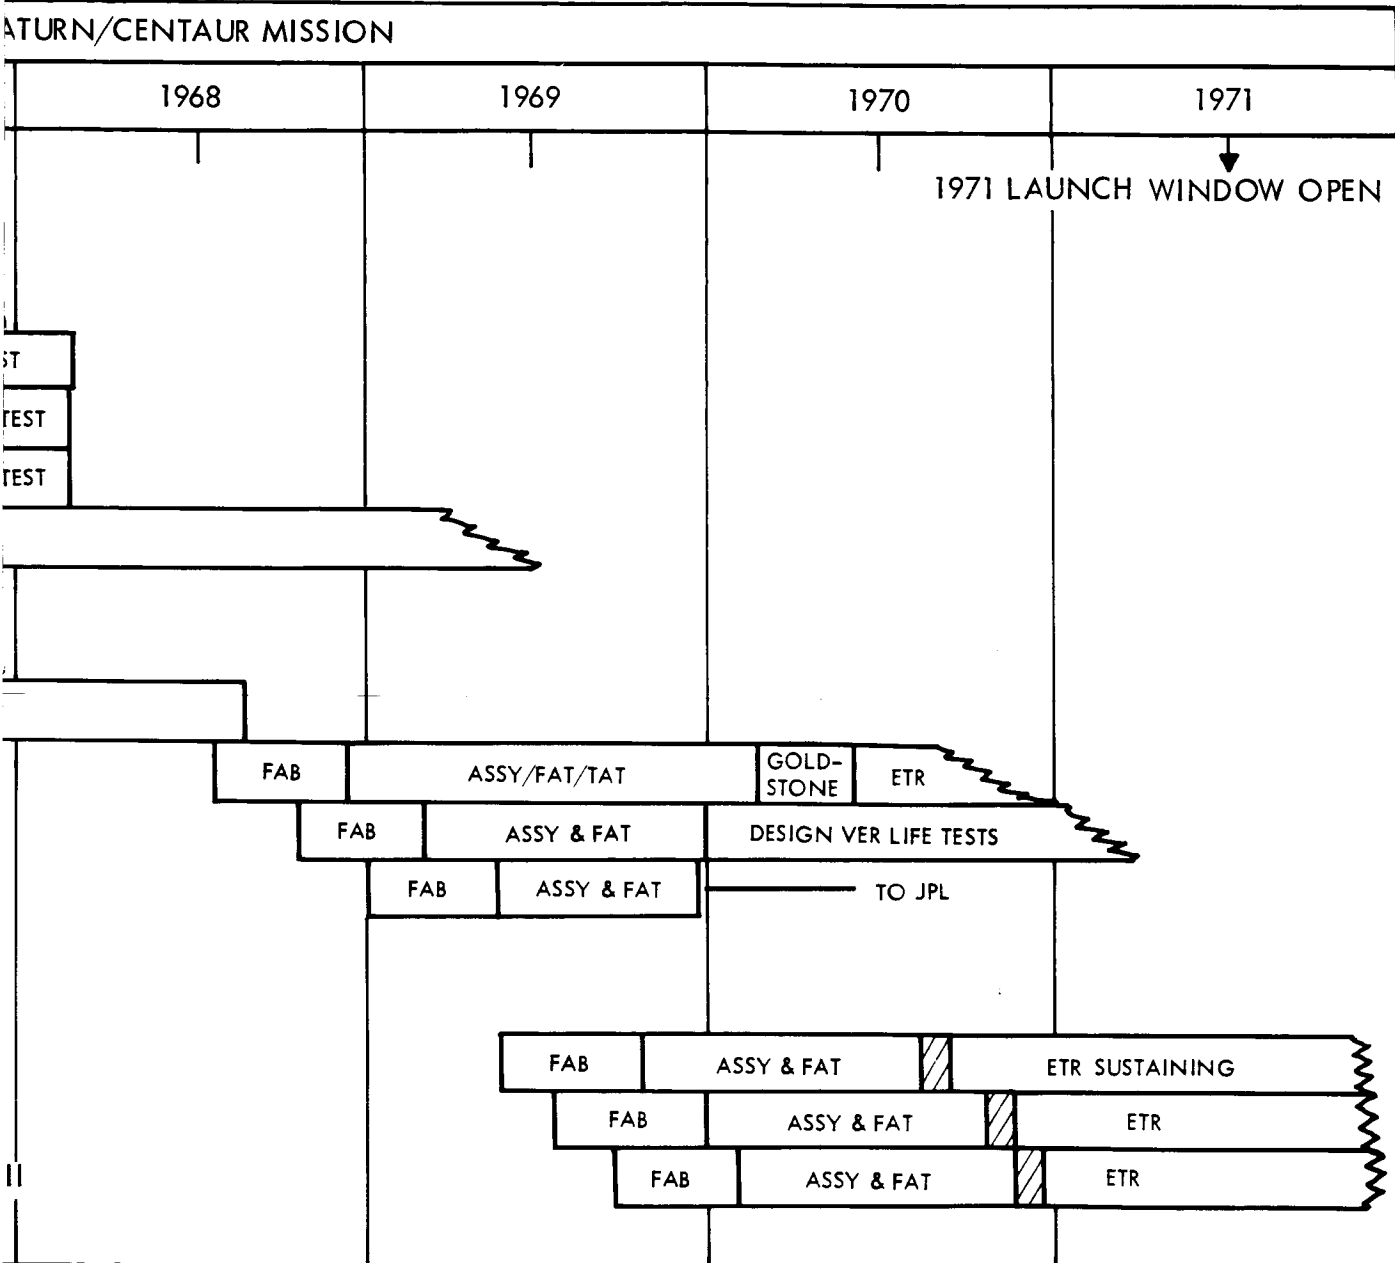 ATURN/CENTAUR MISSION
1968 1969 1970 1971
1971 LAUNCH WINDOW OPEN
ST
TEST
TEST
FAB ASSY/FAT/TAT GOLD-
STONE ETR
FAB ASSY & FAT DESIGN VER LIFE TESTS
FAB ASSY & FAT TO JPL
FAB ASSY & FAT ETR SUSTAINING
FAB ASSY & FAT ETR
II FAB ASSY & FAT ETR